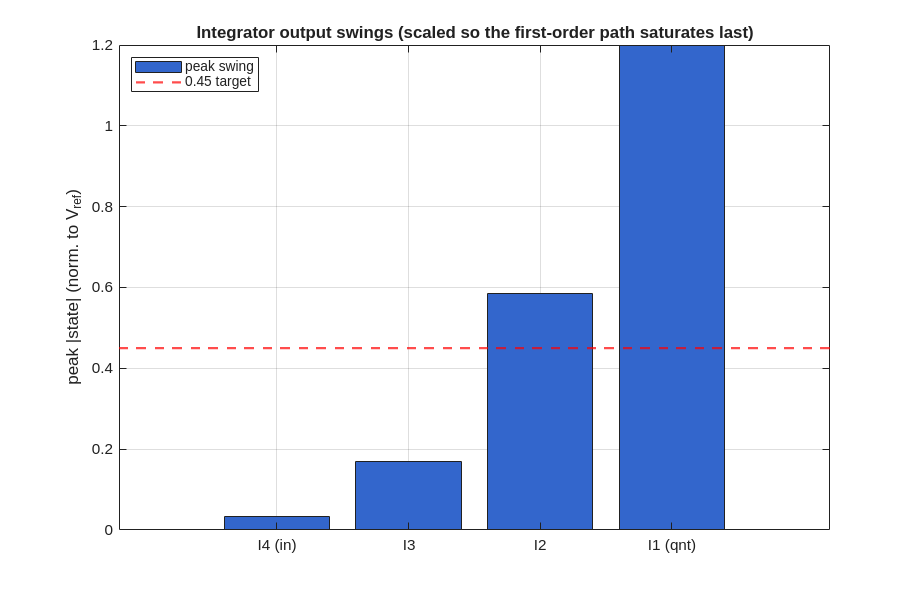 Integrator output swings (scaled so the first-order path saturates last)
peak swing
0.45 target
peak |state| (norm. to Vref)
1.2
1
0.8
0.6
0.4
0.2
0
I4 (in) I3 I2 I1 (qnt)